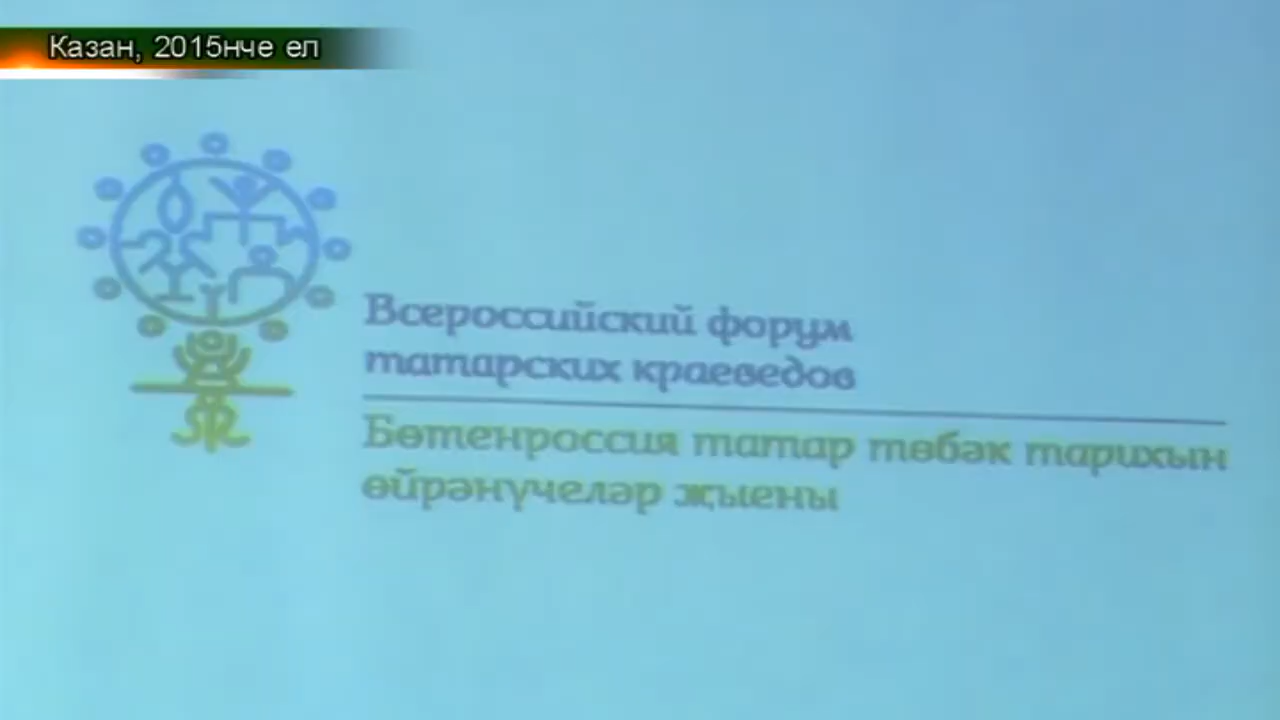 Казан, 2015нче ел
Всероссийский форум
татарских краеведов
Бөтенроссия татар төбәк тарихын
өйрәнүчеләр җыены